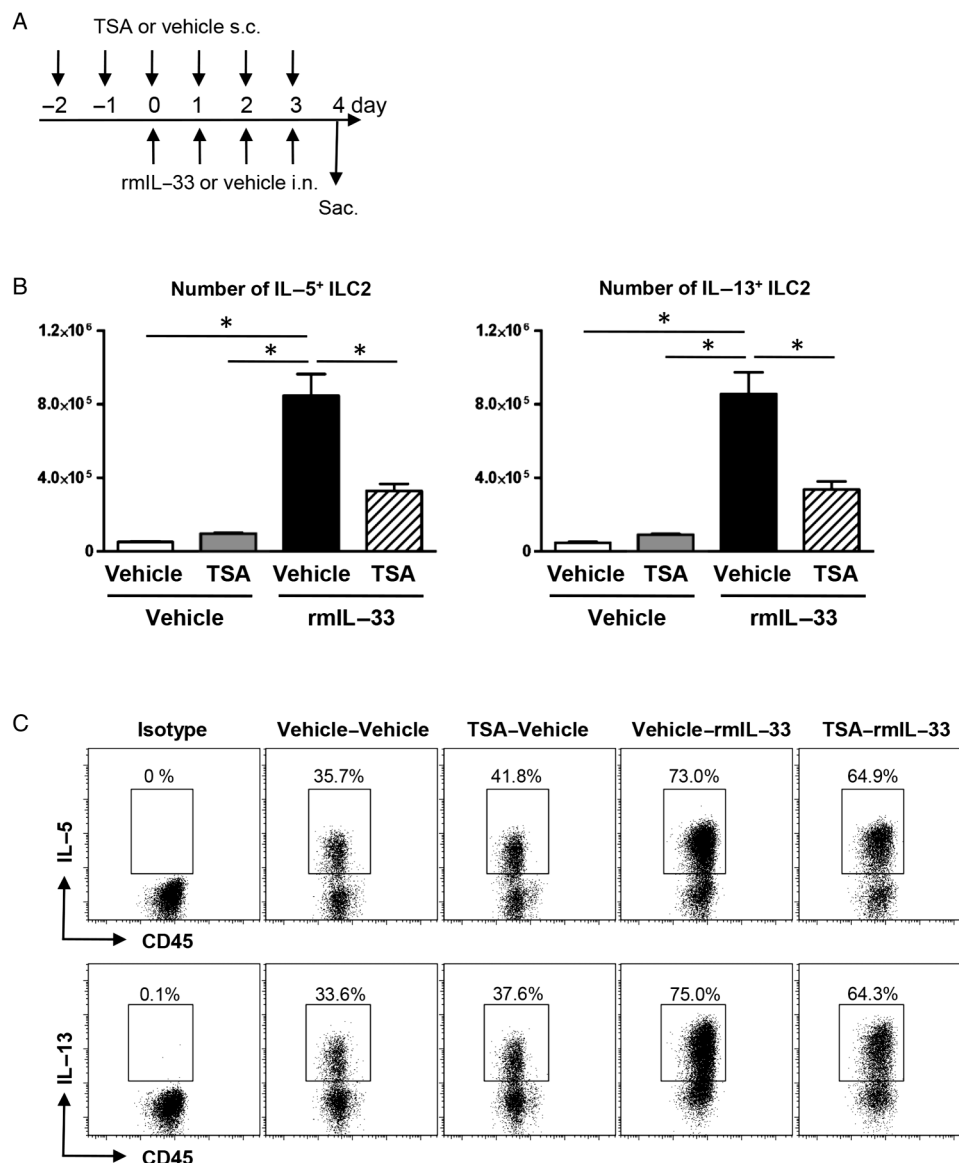 A
TSA or vehicle s.c.
–2 –1 0 1 2 3 4 day
rmIL–33 or vehicle i.n.
Sac.
B
Number of IL–5+ ILC2
1.2×10⁶
8.0×10⁵
4.0×10⁵
0
* * *
Vehicle TSA Vehicle TSA
Vehicle rmIL–33
Number of IL–13+ ILC2
1.2×10⁶
8.0×10⁵
4.0×10⁵
0
* * *
Vehicle TSA Vehicle TSA
Vehicle rmIL–33
C
Isotype Vehicle–Vehicle TSA–Vehicle Vehicle–rmIL–33 TSA–rmIL–33
0 % 35.7% 41.8% 73.0% 64.9%
IL–5
CD45
0.1% 33.6% 37.6% 75.0% 64.3%
IL–13
CD45